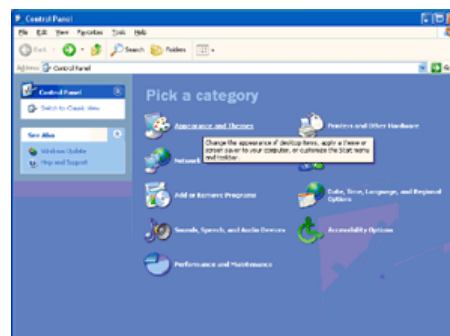 Control Panel
File Edit View Favorites Tools Help
Back Search Folders
Address Control Panel Go
Control Panel
Switch to Classic View
See Also
Windows Update
Help and Support
Pick a category
Appearance and Themes
Printers and Other Hardware
Change the appearance of desktop items, apply a theme or
screen saver to your computer, or customize the Start menu
and taskbar.
Network
Add or Remove Programs
Date, Time, Language, and Regional
Options
Sounds, Speech, and Audio Devices
Accessibility Options
Performance and Maintenance